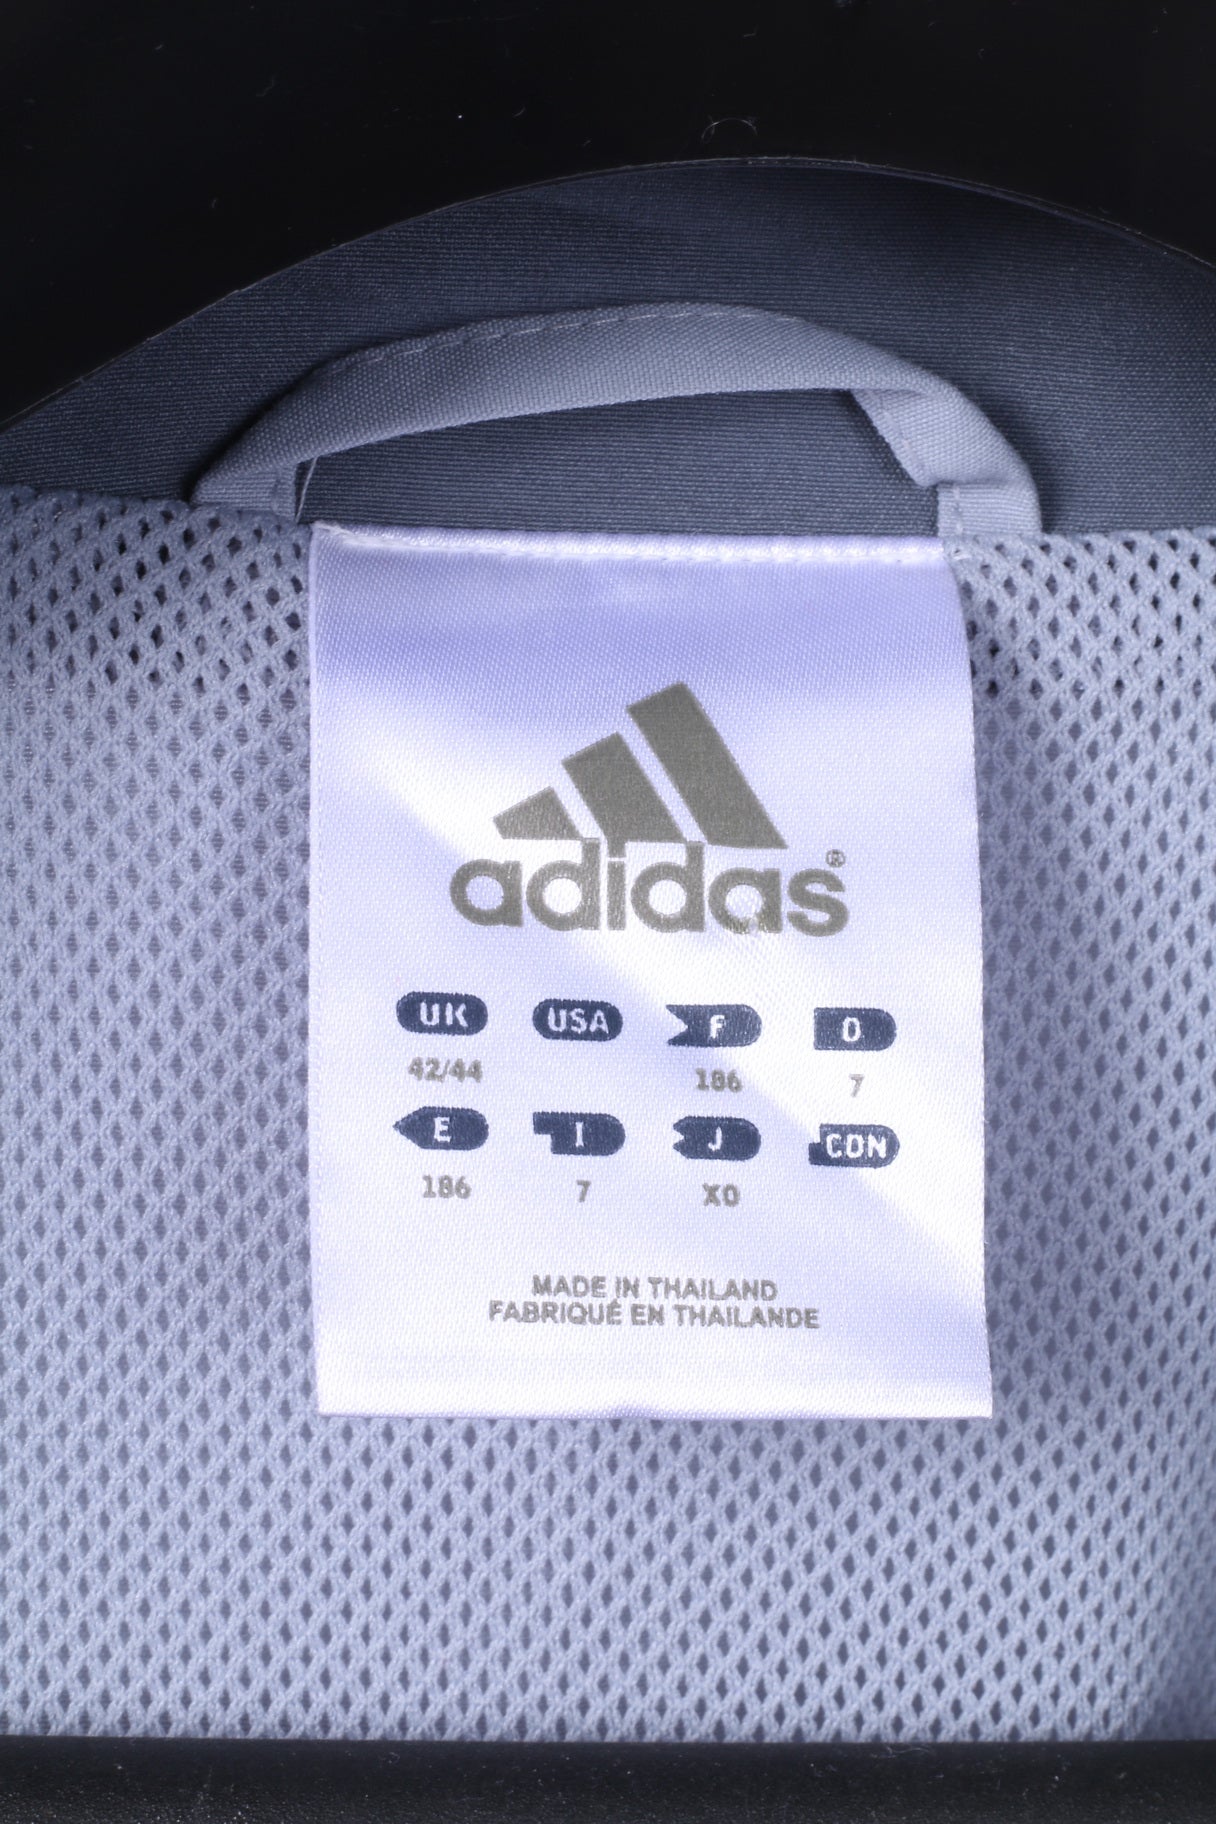 adidas®
UK USA F D
42/44 186 7
E I J CDN
186 7 XO
MADE IN THAILAND
FABRIQUÉ EN THAILANDE